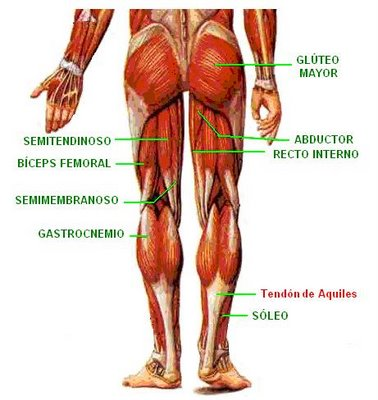 GLÚTEO
MAYOR
SEMITENDINOSO
ABDUCTOR
BÍCEPS FEMORAL
RECTO INTERNO
SEMIMEMBRANOSO
GASTROCNEMIO
Tendón de Aquiles
SÓLEO